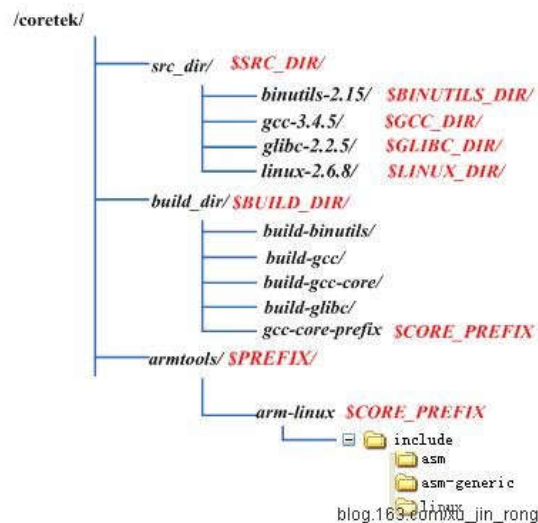 /coretek/
src_dir/ $SRC_DIR/
binutils-2.15/ $BINUTILS_DIR/
gcc-3.4.5/ $GCC_DIR/
glibc-2.2.5/ $GLIBC_DIR/
linux-2.6.8/ $LINUX_DIR/
build_dir/ $BUILD_DIR/
build-binutils/
build-gcc/
build-gcc-core/
build-glibc/
gcc-core-prefix $CORE_PREFIX
armtools/ $PREFIX/
arm-linux $CORE_PREFIX
include
asm
asm-generic
linux
blog.163.com/xu_jin_rong